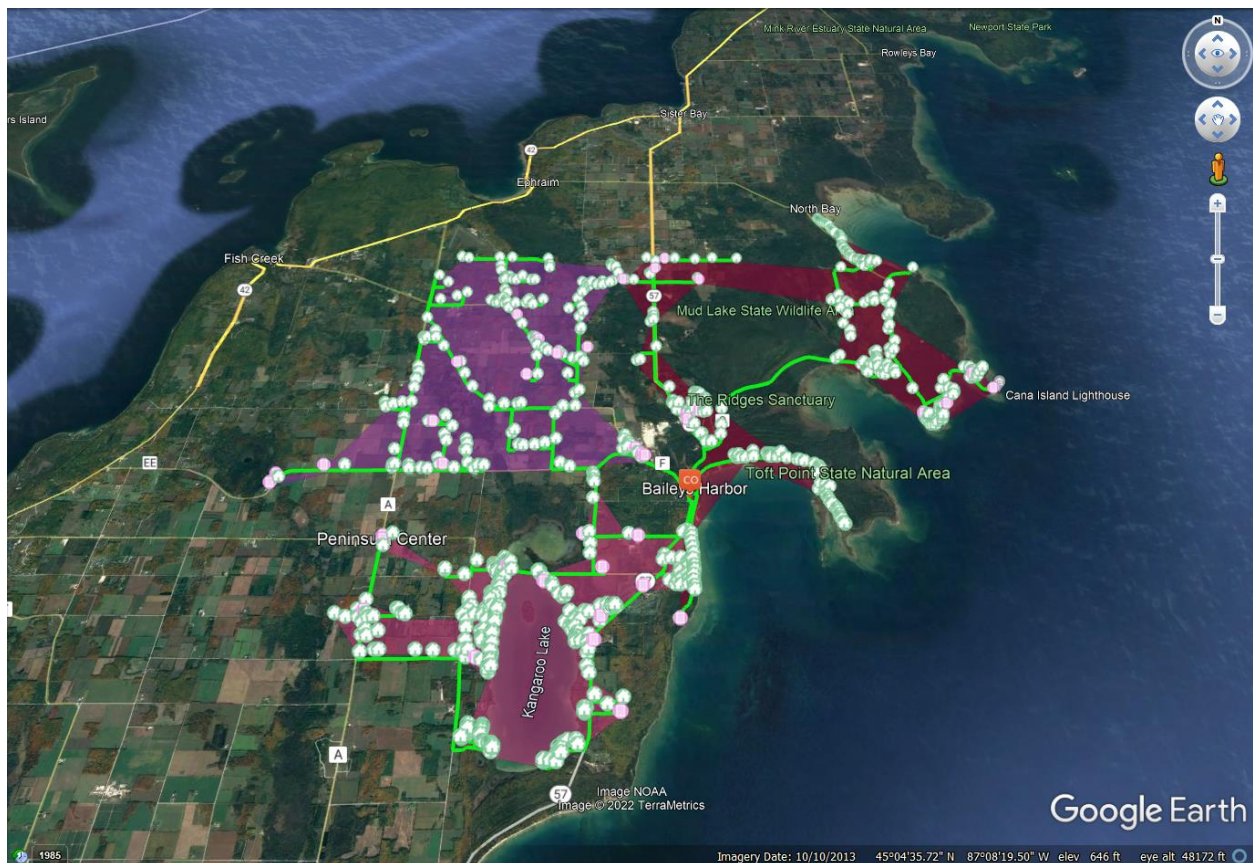 N
Mink River Estuary State Natural Area
Newport State Park
Rowleys Bay
rs Island
Sister Bay
42
Ephraim
North Bay
Fish Creek
42
57
Mud Lake State Wildlife A
The Ridges Sanctuary
Cana Island Lighthouse
EE
F
CO
Toft Point State Natural Area
Baileys Harbor
A
Peninsu Center
57
Kangaroo Lake
A
57
Image NOAA
Image © 2022 TerraMetrics
Google Earth
1985
Imagery Date: 10/10/2013 45°04'35.72" N 87°08'19.50" W elev 646 ft eye alt 48172 ft